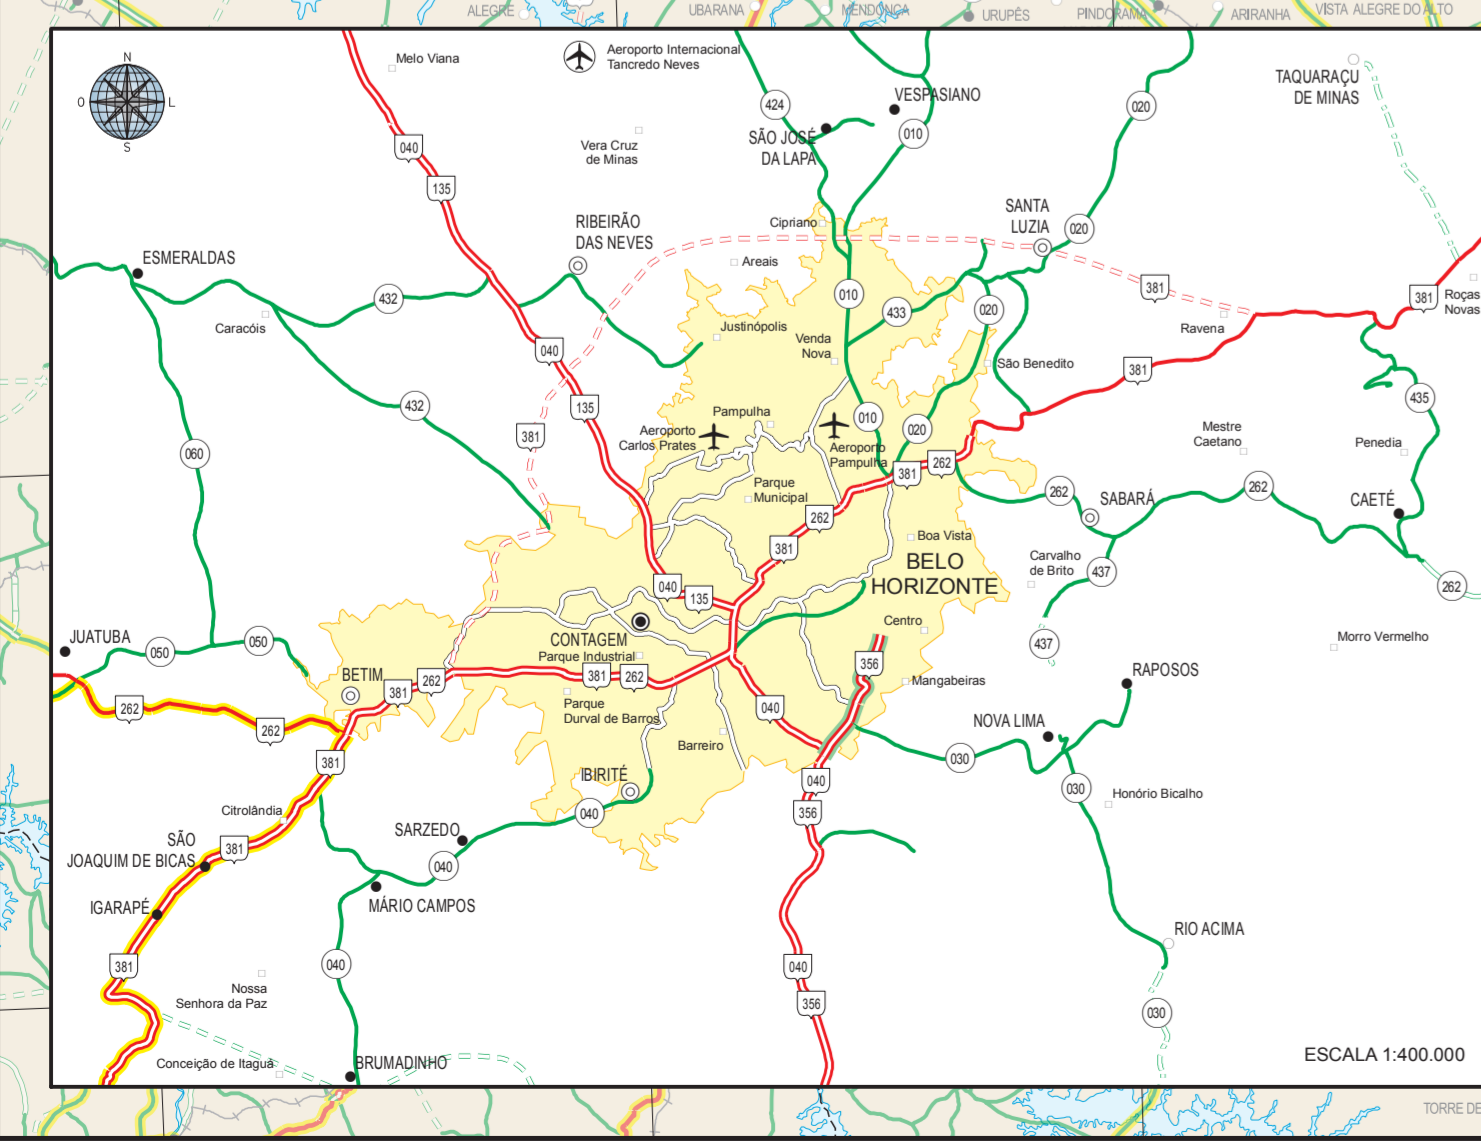 ALEGRE
UBARANA
MENDONÇA
URUPÊS
PINDORAMA
ARIRANHA
VISTA ALEGRE DO ALTO
N
O
L
S
Melo Viana
Aeroporto Internacional
Tancredo Neves
TAQUARAÇU
DE MINAS
424
VESPASIANO
020
SÃO JOSÉ
DA LAPA
010
040
Vera Cruz
de Minas
135
RIBEIRÃO
DAS NEVES
Cipriano
SANTA
LUZIA
020
ESMERALDAS
Areais
381
432
010
433
020
381
Roças
Novas
Caracóis
Justinópolis
Venda
Nova
Ravena
040
São Benedito
381
432
135
Pampulha
010
020
435
381
Aeroporto
Carlos Prates
Aeroporto
Pampulha
Mestre
Caetano
Penedia
060
381
262
Parque
Municipal
262
262
SABARÁ
262
CAETÉ
381
Boa Vista
BELO
HORIZONTE
Carvalho
de Brito
437
262
040
135
JUATUBA
050
050
CONTAGEM
Parque Industrial
Centro
437
Morro Vermelho
BETIM
381
262
381
262
356
Mangabeiras
RAPOSOS
262
262
Parque
Durval de Barros
040
NOVA LIMA
381
Barreiro
030
IBIRITÉ
040
030
Honório Bicalho
Citrolândia
040
356
SÃO
JOAQUIM DE BICAS
381
SARZEDO
040
IGARAPÉ
MÁRIO CAMPOS
RIO ACIMA
381
040
040
Nossa
Senhora da Paz
356
030
Conceição de Itaguá
BRUMADINHO
ESCALA 1:400.000
TORRE DE